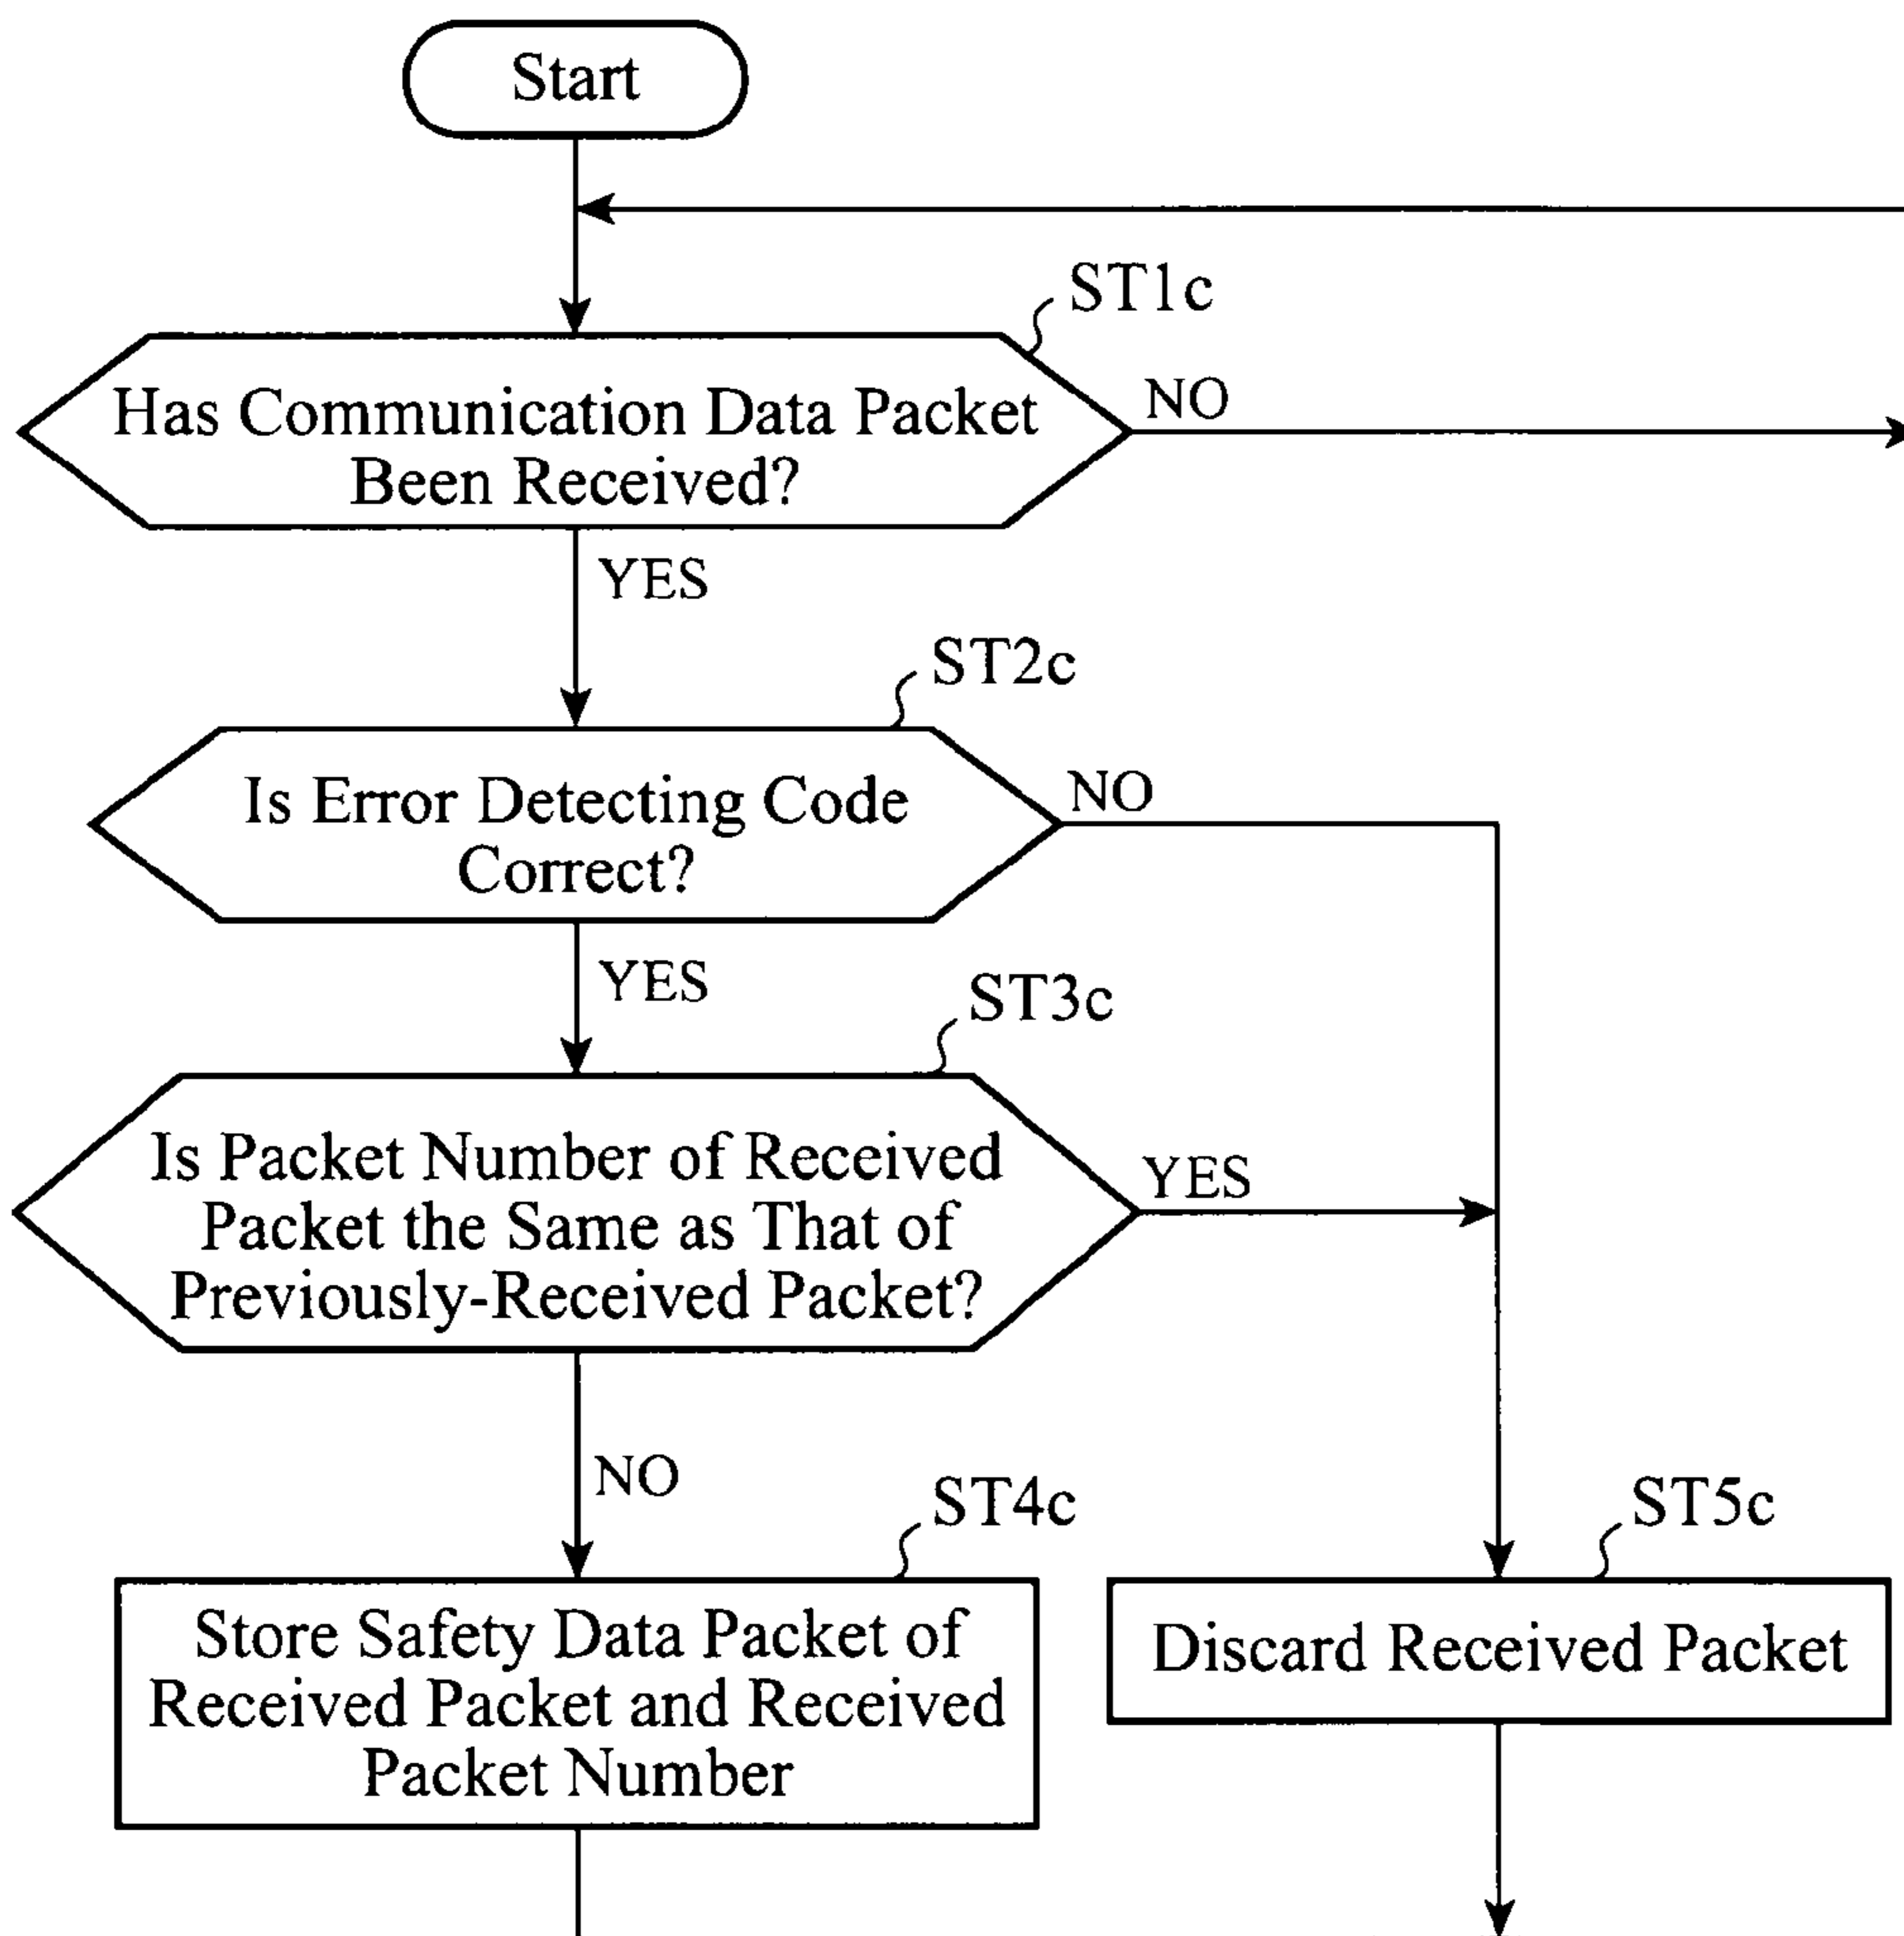 Start
ST1c
Has Communication Data Packet
Been Received?
NO
YES
ST2c
Is Error Detecting Code
Correct?
NO
YES
ST3c
Is Packet Number of Received
Packet the Same as That of
Previously-Received Packet?
YES
NO
ST4c
Store Safety Data Packet of
Received Packet and Received
Packet Number
ST5c
Discard Received Packet